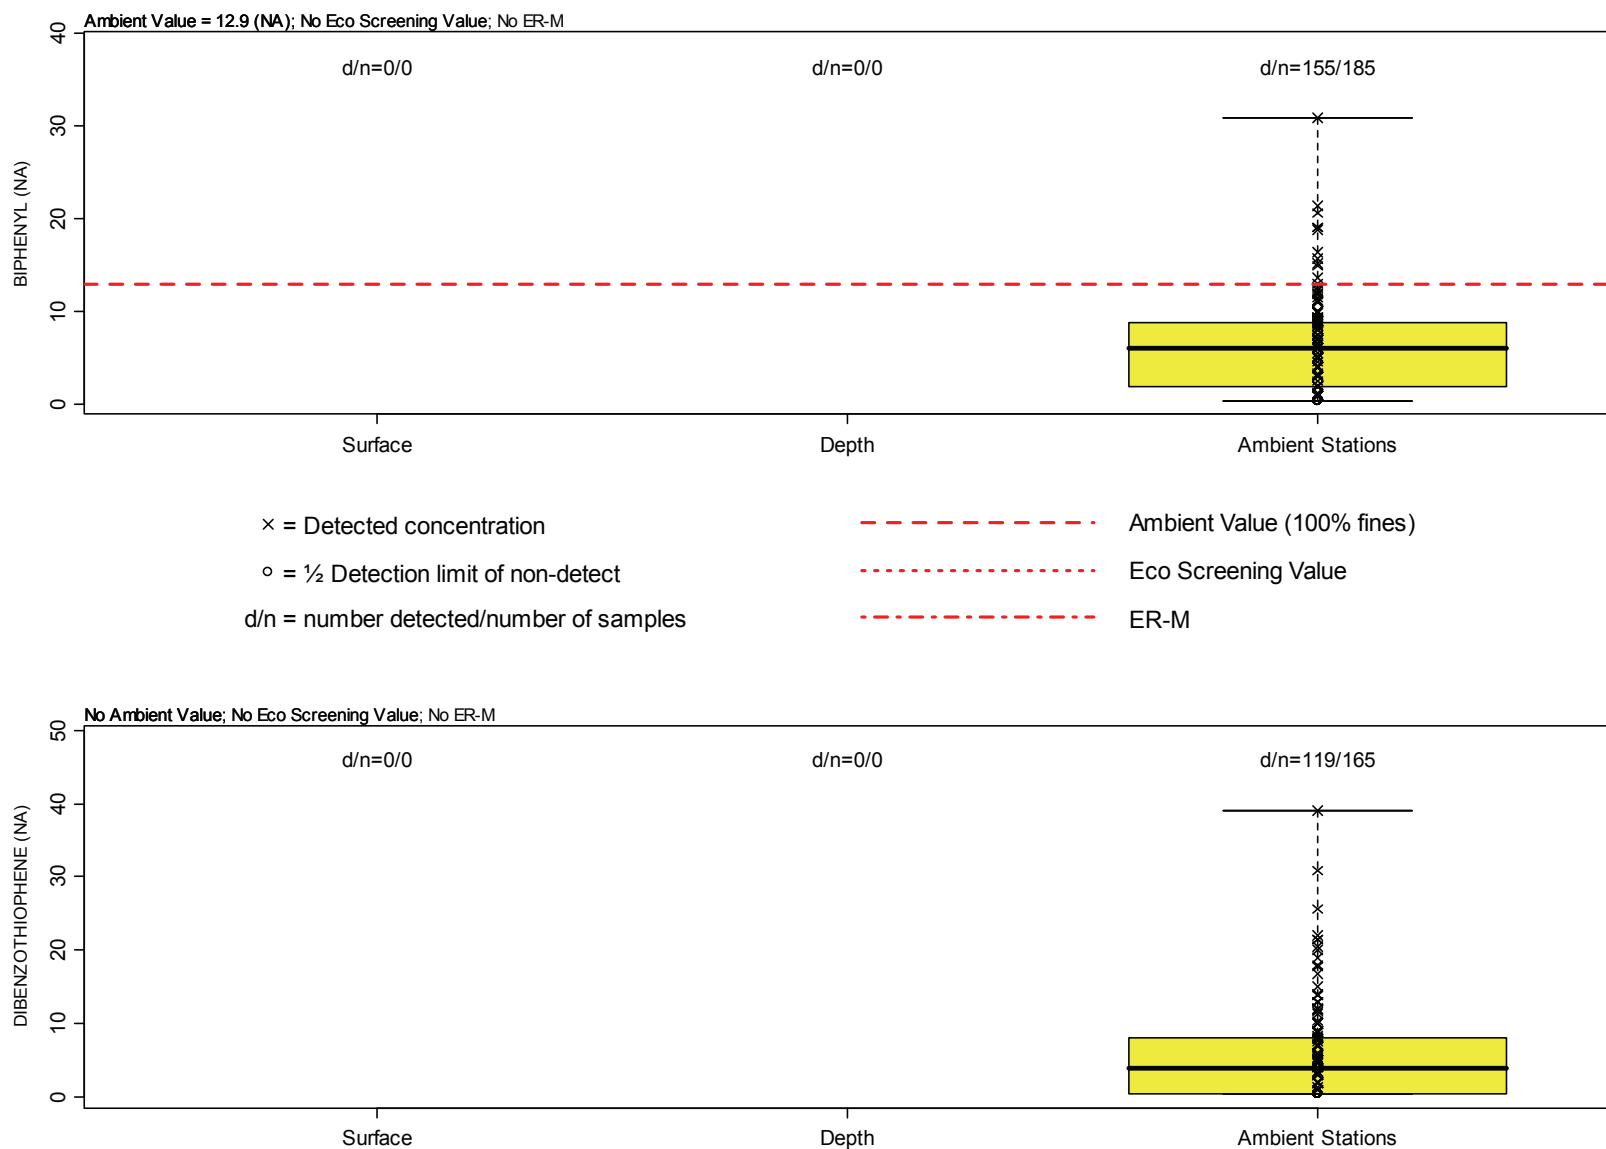 Ambient Value = 12.9 (NA); No Eco Screening Value; No ER-M
BIPHENYL (NA)
40
30
20
10
0
d/n=0/0 d/n=0/0 d/n=155/185
Surface Depth Ambient Stations
× = Detected concentration Ambient Value (100% fines)
o = ½ Detection limit of non-detect Eco Screening Value
d/n = number detected/number of samples ER-M
No Ambient Value; No Eco Screening Value; No ER-M
DIBENZOTHIOPHENE (NA)
50
40
30
20
10
0
d/n=0/0 d/n=0/0 d/n=119/165
Surface Depth Ambient Stations